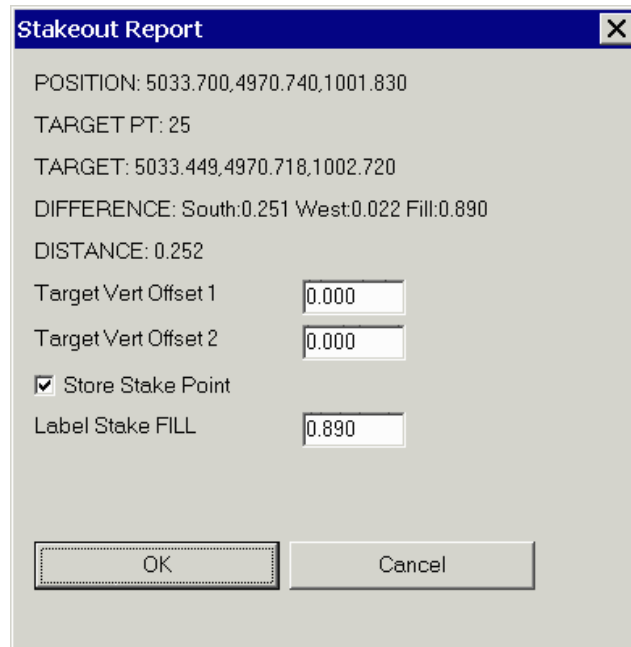 Stakeout Report
POSITION: 5033.700,4970.740,1001.830
TARGET PT: 25
TARGET: 5033.449,4970.718,1002.720
DIFFERENCE: South:0.251 West:0.022 Fill:0.890
DISTANCE: 0.252
Target Vert Offset 1 0.000
Target Vert Offset 2 0.000
Store Stake Point
Label Stake FILL 0.890
OK Cancel